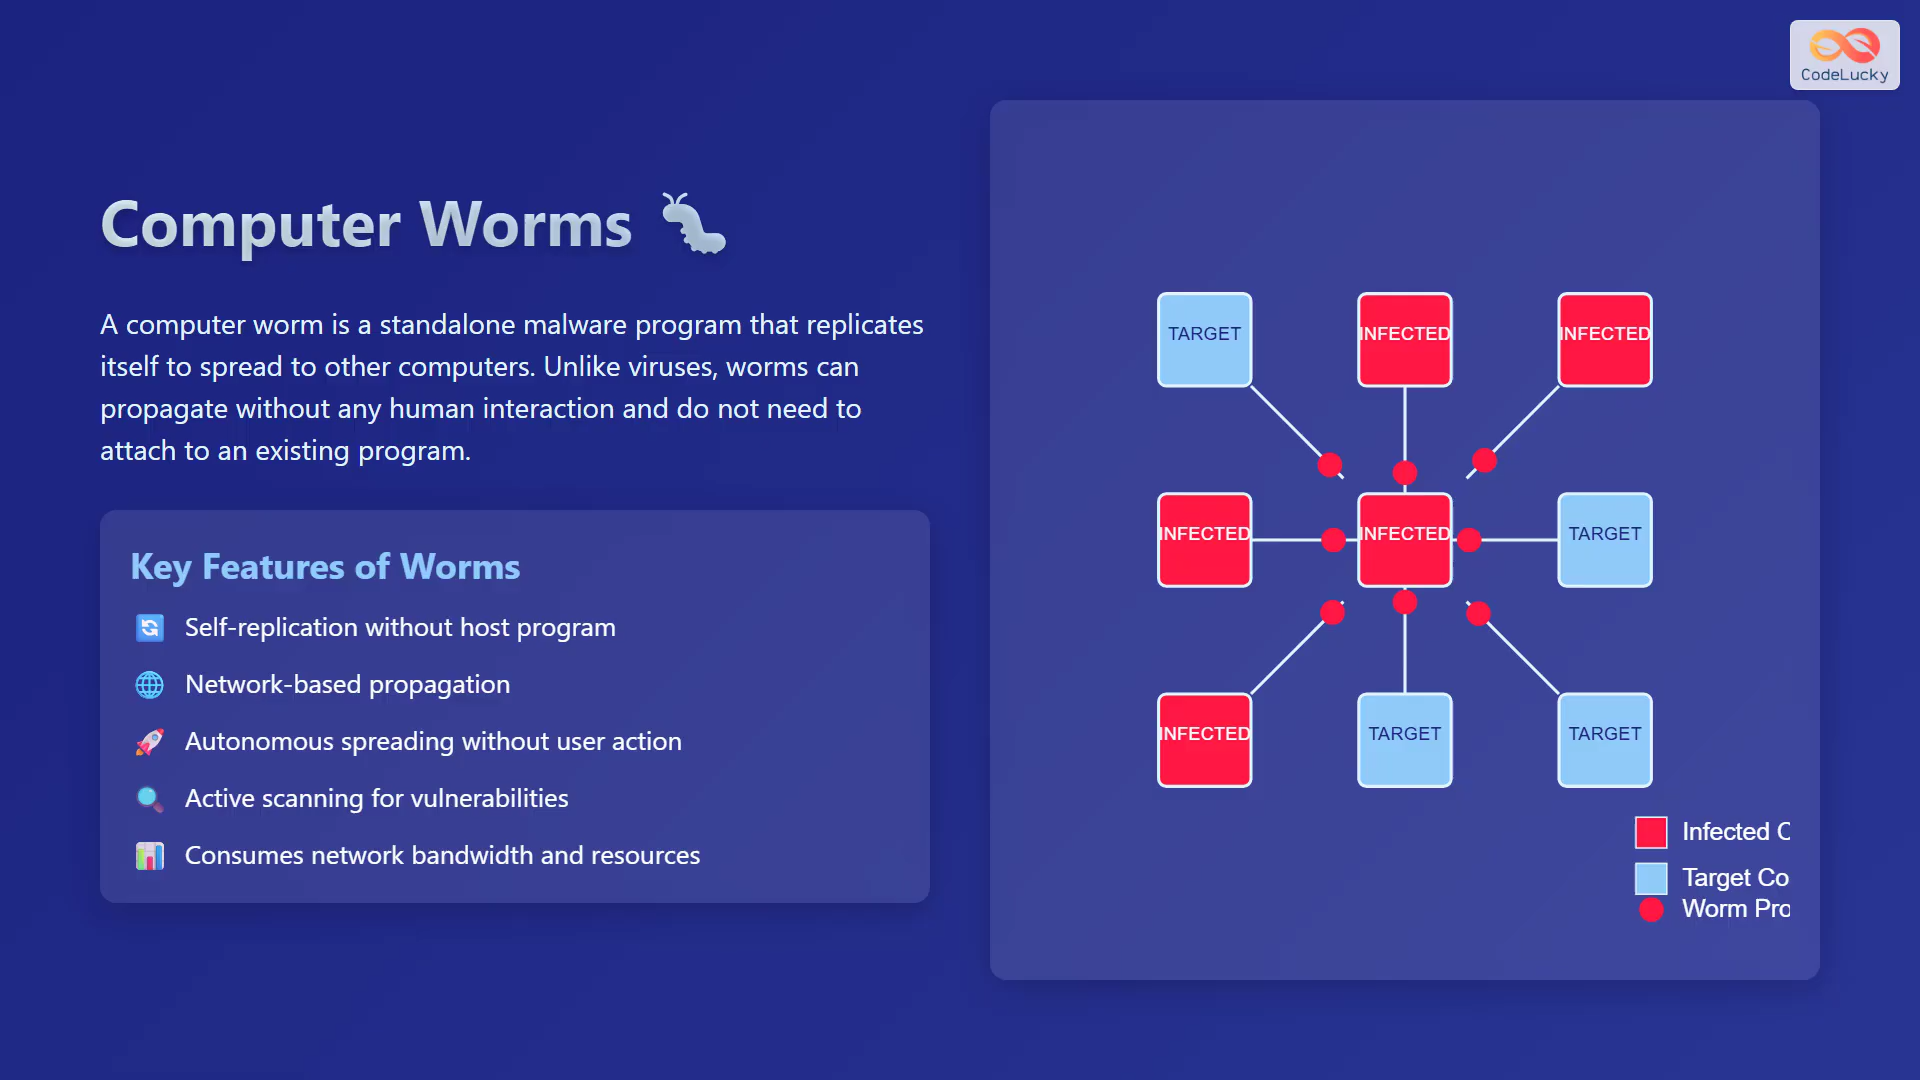 CodeLucky
Computer Worms
A computer worm is a standalone malware program that replicates
itself to spread to other computers. Unlike viruses, worms can
propagate without any human interaction and do not need to
attach to an existing program.
Key Features of Worms
Self-replication without host program
Network-based propagation
Autonomous spreading without user action
Active scanning for vulnerabilities
Consumes network bandwidth and resources
TARGET
INFECTED
INFECTED
INFECTED
INFECTED
TARGET
INFECTED
TARGET
TARGET
Infected C
Target Co
Worm Pro